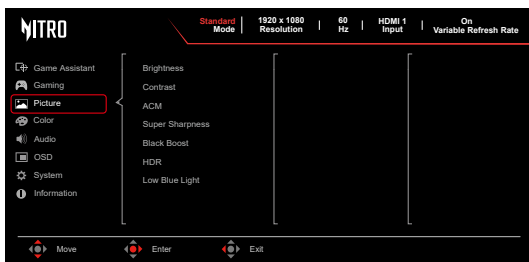 NITRO
Standard Mode
1920 x 1080 Resolution
60 Hz
HDMI 1 Input
On Variable Refresh Rate
Game Assistant
Gaming
Picture
Color
Audio
OSD
System
Information
Brightness
Contrast
ACM
Super Sharpness
Black Boost
HDR
Low Blue Light
Move
Enter
Exit